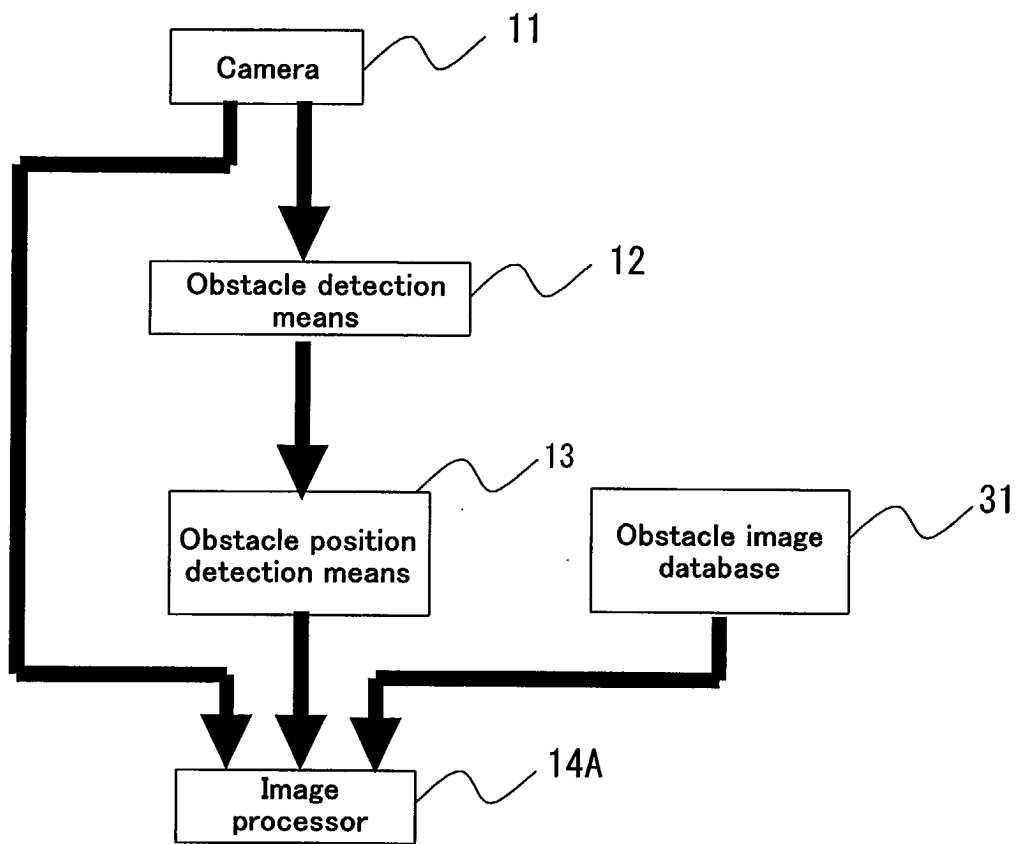 11
Camera
12
Obstacle detection
means
13
31
Obstacle position
detection means
Obstacle image
database
14A
Image
processor